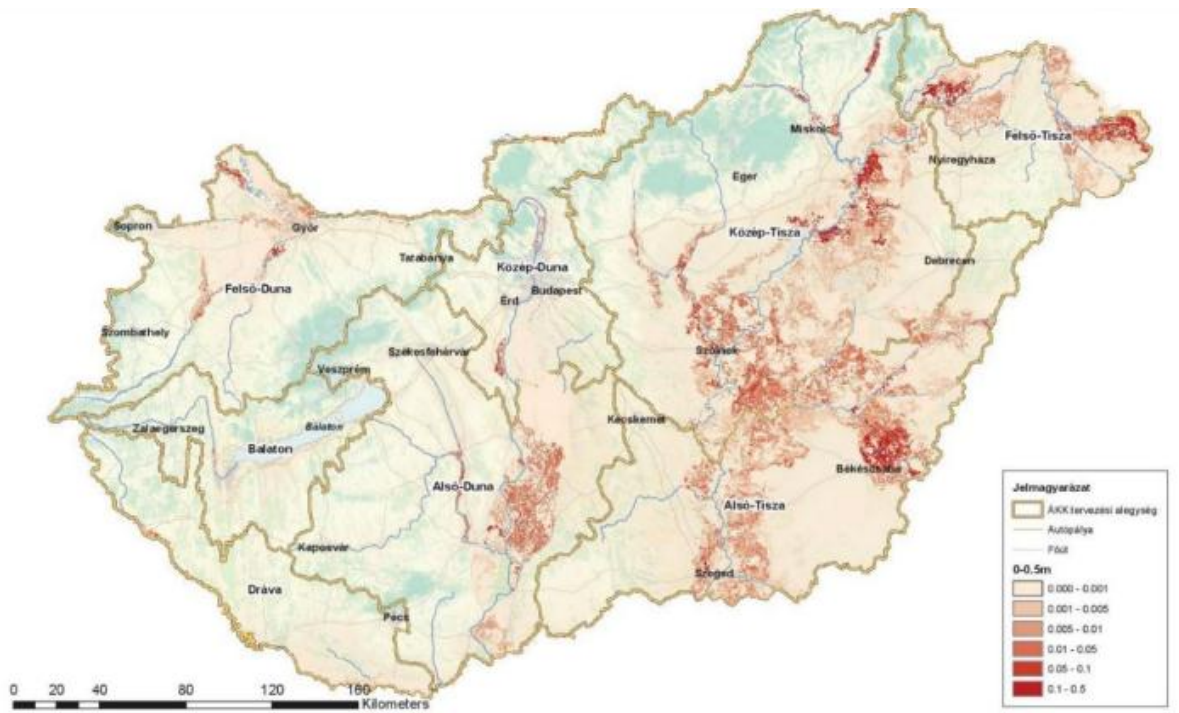 Miskolc
Felső-Tisza
Nyíregyháza
Eger
Sopron
Győr
Közép-Tisza
Tatabánya
Közép-Duna
Debrecen
Felső-Duna
Budapest
Érd
Szombathely
Székesfehérvár
Szolnok
Veszprém
Kecskemét
Zalaegerszeg
Balaton
Balaton
Békéscsaba
Alsó-Duna
Alsó-Tisza
Kaposvár
Szeged
Dráva
Pécs
Jelmagyarázat
ÁKK tervezési alegység
Autópálya
Főút
0-0.5m
0.000 - 0.001
0.001 - 0.005
0.005 - 0.01
0.01 - 0.05
0.05 - 0.1
0.1 - 0.5
0 20 40 80 120 160
Kilometers